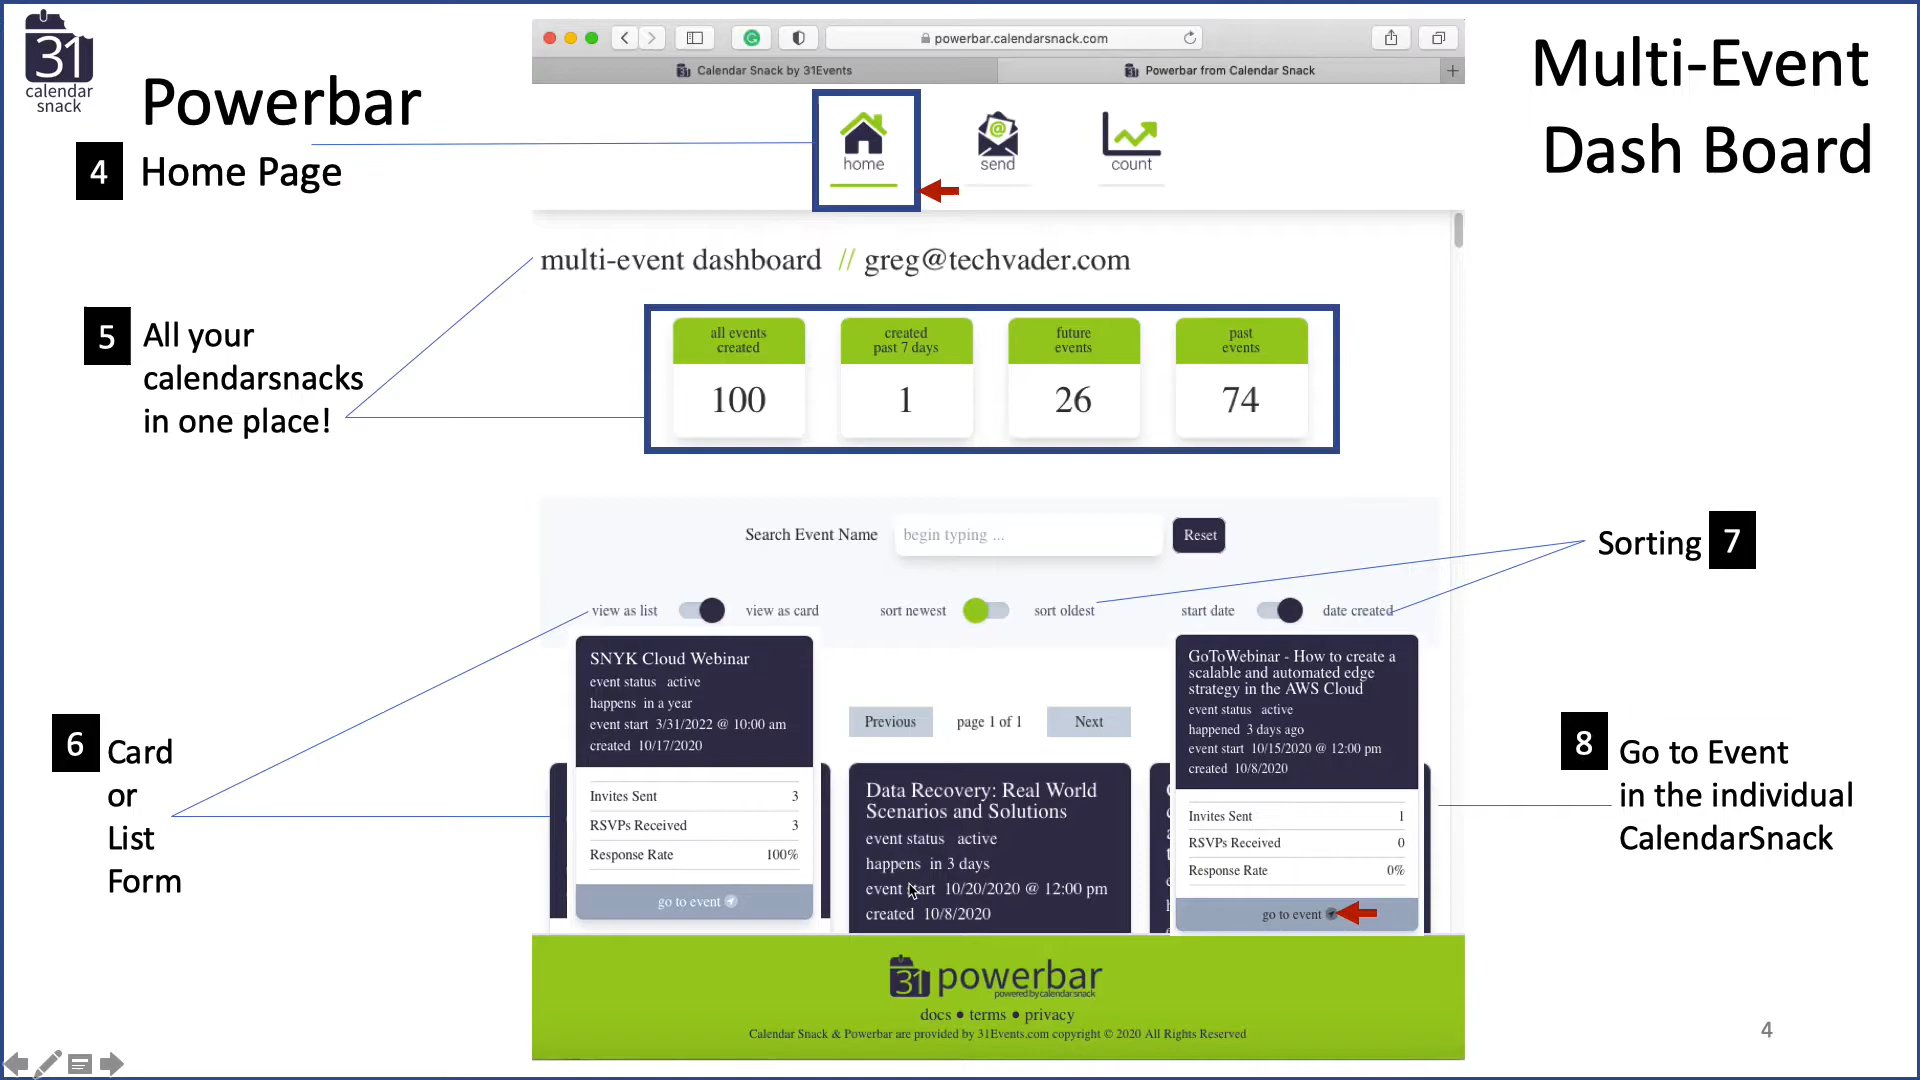 31
calendar
snack
Powerbar
4 Home Page
Multi-Event
Dash Board
powerbar.calendarsnack.com
Calendar Snack by 31Events
Powerbar from Calendar Snack
home
send
count
multi-event dashboard // greg@techvader.com
5 All your
calendarsnacks
in one place!
all events
created
100
created
past 7 days
1
future
events
26
past
events
74
Search Event Name
begin typing ...
Reset
Sorting 7
view as list
view as card
sort newest
sort oldest
start date
date created
6 Card
or
List
Form
SNYK Cloud Webinar
event status active
happens in a year
event start 3/31/2022 @ 10:00 am
created 10/17/2020
Invites Sent 3
RSVPs Received 3
Response Rate 100%
go to event
Previous
page 1 of 1
Next
Data Recovery: Real World
Scenarios and Solutions
event status active
happens in 3 days
event start 10/20/2020 @ 12:00 pm
created 10/8/2020
GoToWebinar - How to create a
scalable and automated edge
strategy in the AWS Cloud
event status active
happened 3 days ago
event start 10/15/2020 @ 12:00 pm
created 10/8/2020
Invites Sent 1
RSVPs Received 0
Response Rate 0%
go to event
8 Go to Event
in the individual
CalendarSnack
31 powerbar
powered by calendarsnack
docs • terms • privacy
Calendar Snack & Powerbar are provided by 31Events.com copyright © 2020 All Rights Reserved
4